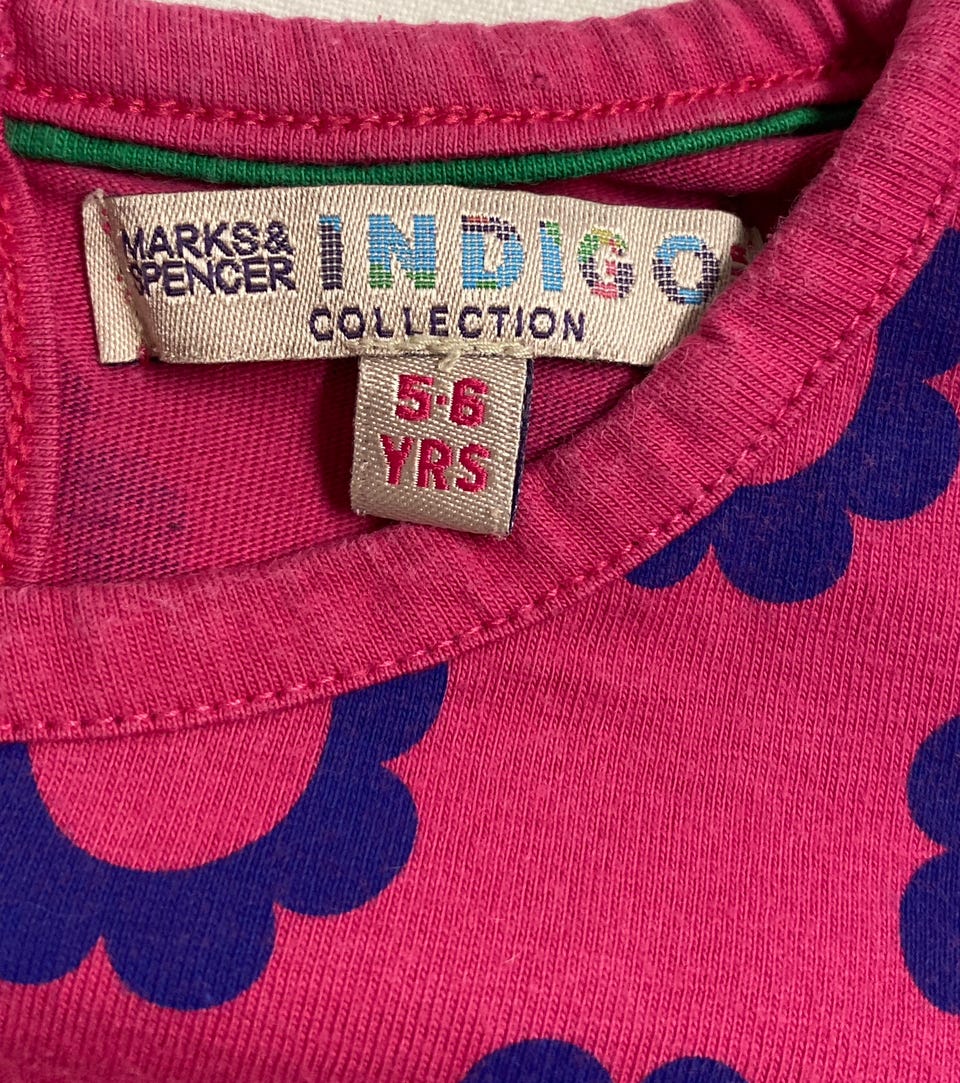 MARKS&
SPENCER
INDIGO
COLLECTION
5-6
YRS